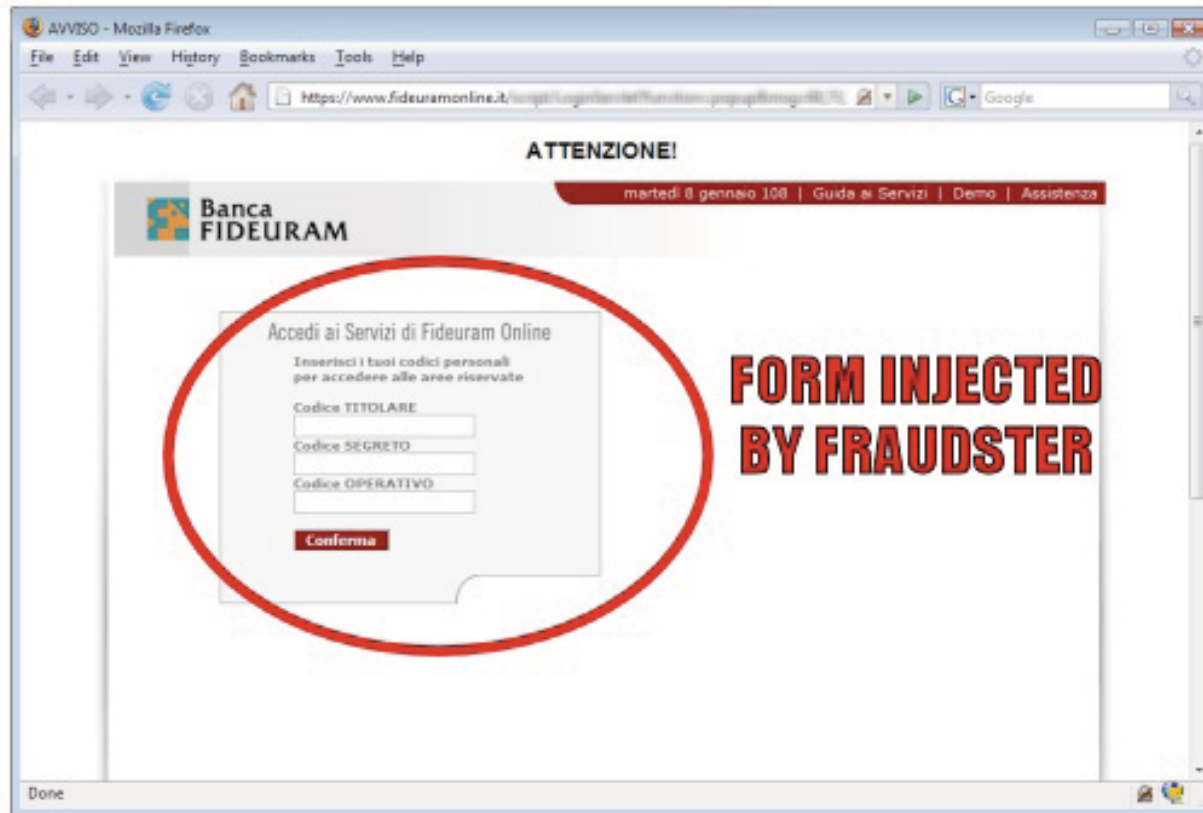 AVVISO - Mozilla Firefox
File Edit View History Bookmarks Tools Help
https://www.fideuramonline.it/
Google
ATTENZIONE!
martedì 8 gennaio 108 | Guida ai Servizi | Demo | Assistenza
Banca
FIDEURAM
Accedi ai Servizi di Fideuram Online
Inserisci i tuoi codici personali
per accedere alle aree riservate
Codice TITOLARE
Codice SEGRETO
Codice OPERATIVO
Conferma
FORM INJECTED
BY FRAUDSTER
Done